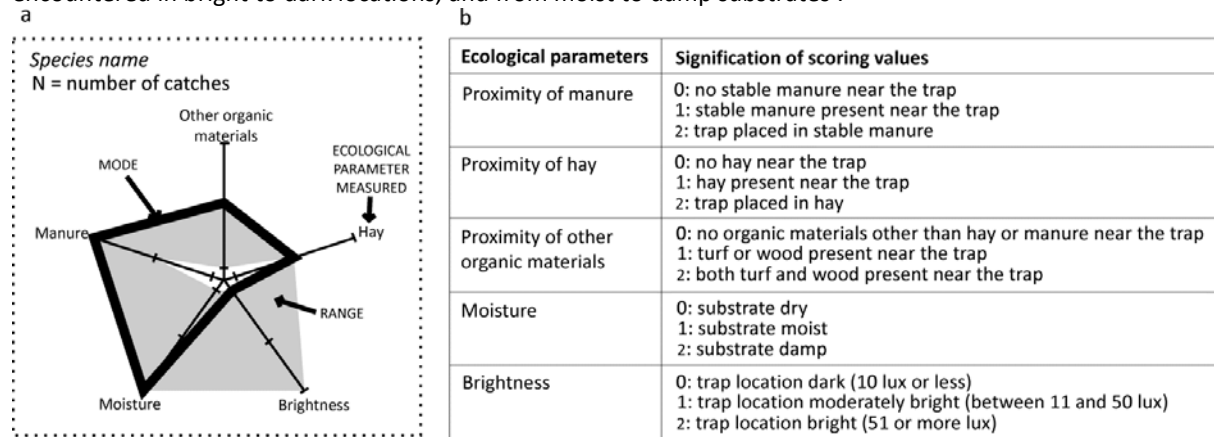 encountered in bright to dark locations, and from moist to damp substrates .
a
b
Species name
N = number of catches
Other organic
materials
MODE
ECOLOGICAL
PARAMETER
MEASURED
Manure
Hay
RANGE
Moisture
Brightness
Ecological parameters
Signification of scoring values
Proximity of manure
0: no stable manure near the trap
1: stable manure present near the trap
2: trap placed in stable manure
Proximity of hay
0: no hay near the trap
1: hay present near the trap
2: trap placed in hay
Proximity of other
organic materials
0: no organic materials other than hay or manure near the trap
1: turf or wood present near the trap
2: both turf and wood present near the trap
Moisture
0: substrate dry
1: substrate moist
2: substrate damp
Brightness
0: trap location dark (10 lux or less)
1: trap location moderately bright (between 11 and 50 lux)
2: trap location bright (51 or more lux)